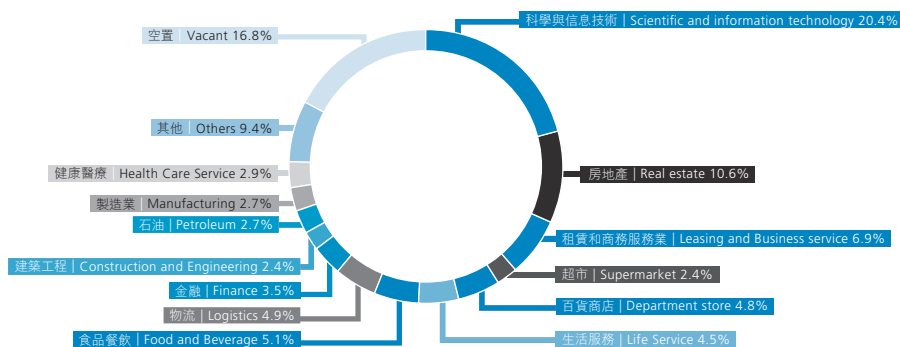 科學與信息技術 | Scientific and information technology 20.4%
空置 | Vacant 16.8%
其他 | Others 9.4%
健康醫療 | Health Care Service 2.9%
房地產 | Real estate 10.6%
製造業 | Manufacturing 2.7%
石油 | Petroleum 2.7%
租賃和商務服務業 | Leasing and Business service 6.9%
建築工程 | Construction and Engineering 2.4%
超市 | Supermarket 2.4%
金融 | Finance 3.5%
百貨商店 | Department store 4.8%
物流 | Logistics 4.9%
食品餐飲 | Food and Beverage 5.1%
生活服務 | Life Service 4.5%